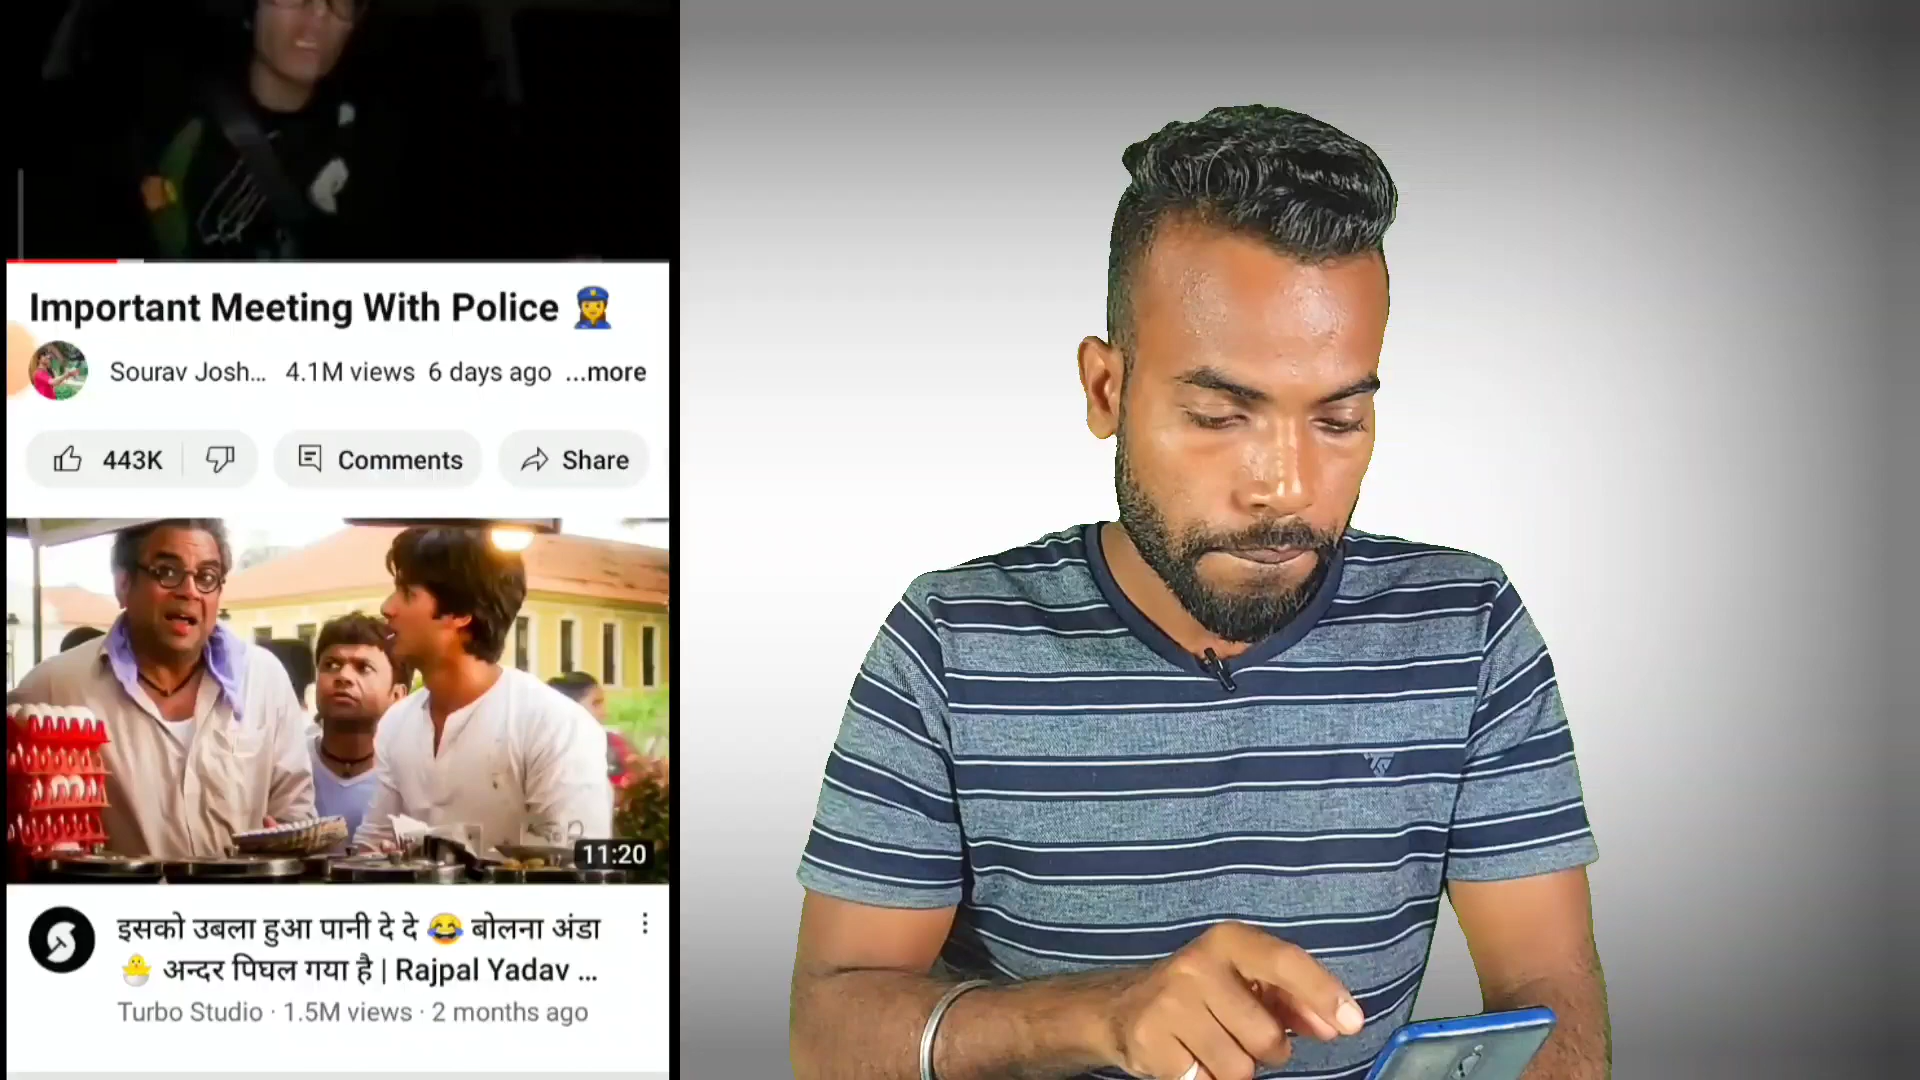 Important Meeting With Police 👮‍♀️
Sourav Josh... 4.1M views 6 days ago ...more
443K Comments Share
11:20
इसको उबला हुआ पानी दे दे 😂 बोलना अंडा
🐣 अन्दर पिघल गया है | Rajpal Yadav ...
Turbo Studio · 1.5M views · 2 months ago